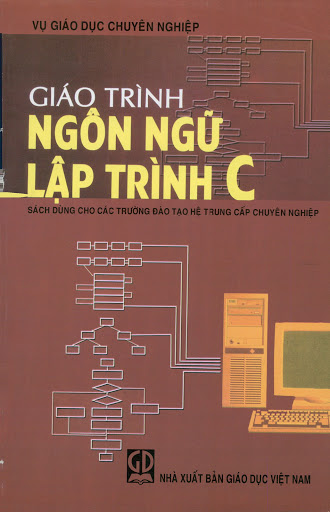 VỤ GIÁO DỤC CHUYÊN NGHIỆP
GIÁO TRÌNH
NGÔN NGỮ
LẬP TRÌNH C
SÁCH DÙNG CHO CÁC TRƯỜNG ĐÀO TẠO HỆ TRUNG CẤP CHUYÊN NGHIỆP
GD
NHÀ XUẤT BẢN GIÁO DỤC VIỆT NAM